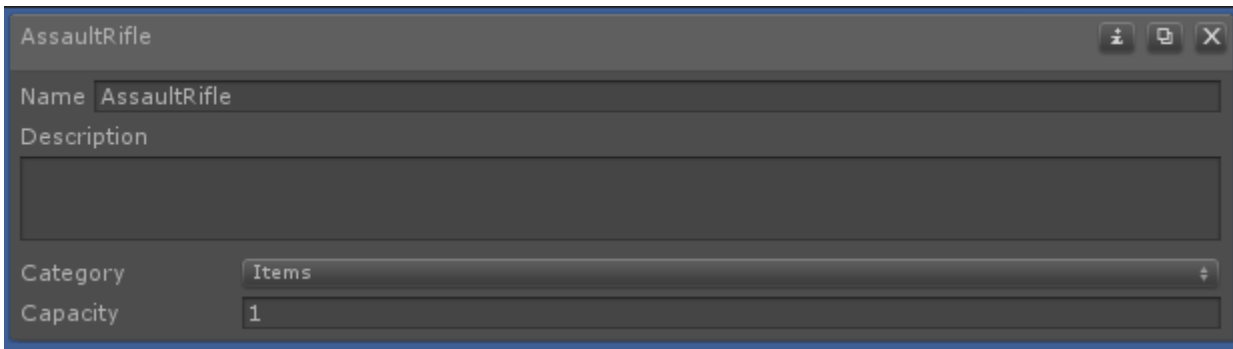 AssaultRifle
Name AssaultRifle
Description
Category Items
Capacity 1